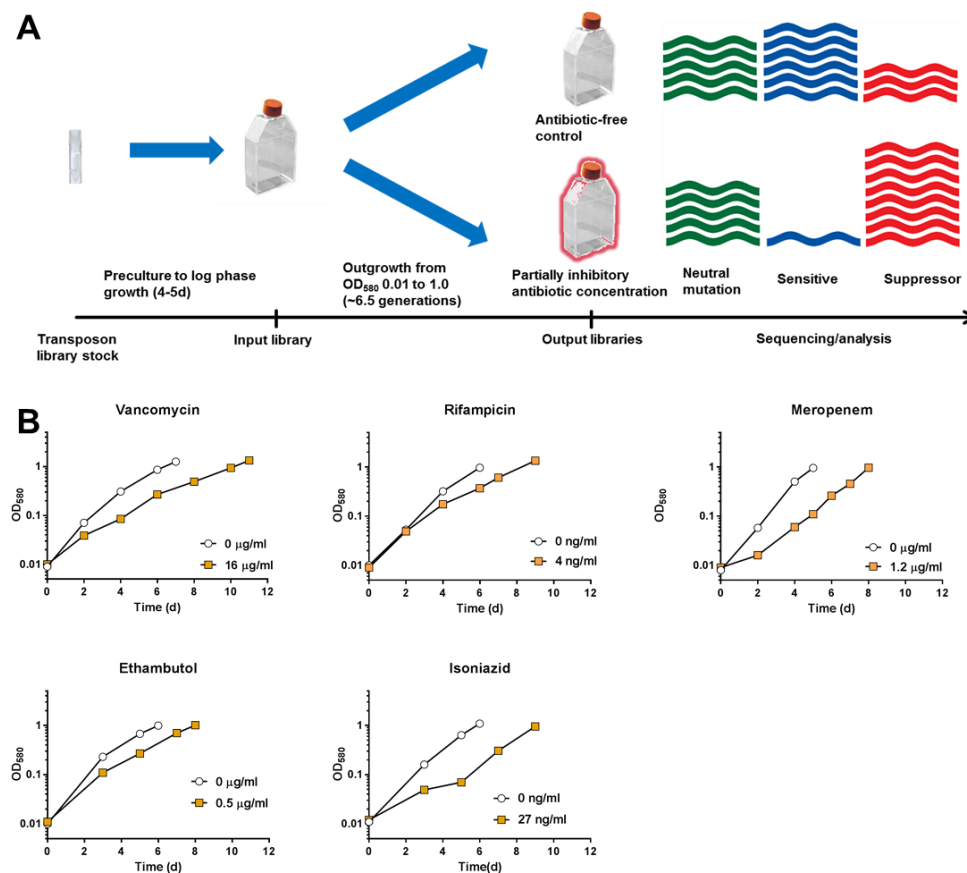 A
Antibiotic-free
control
Preculture to log phase
growth (4-5d)
Outgrowth from
OD580 0.01 to 1.0
(~6.5 generations)
Partially inhibitory
antibiotic concentration
Neutral
mutation
Sensitive
Suppressor
Transposon
library stock
Input library
Output libraries
Sequencing/analysis
B
Vancomycin
OD580
1
0.1
0.01
0 μg/ml
16 μg/ml
0 2 4 6 8 10 12
Time (d)
Rifampicin
OD580
1
0.1
0.01
0 ng/ml
4 ng/ml
0 2 4 6 8 10 12
Time (d)
Meropenem
OD580
1
0.1
0.01
0 μg/ml
1.2 μg/ml
0 2 4 6 8 10 12
Time (d)
Ethambutol
OD580
1
0.1
0.01
0 μg/ml
0.5 μg/ml
0 2 4 6 8 10 12
Time (d)
Isoniazid
OD580
1
0.1
0.01
0 ng/ml
27 ng/ml
0 2 4 6 8 10 12
Time(d)